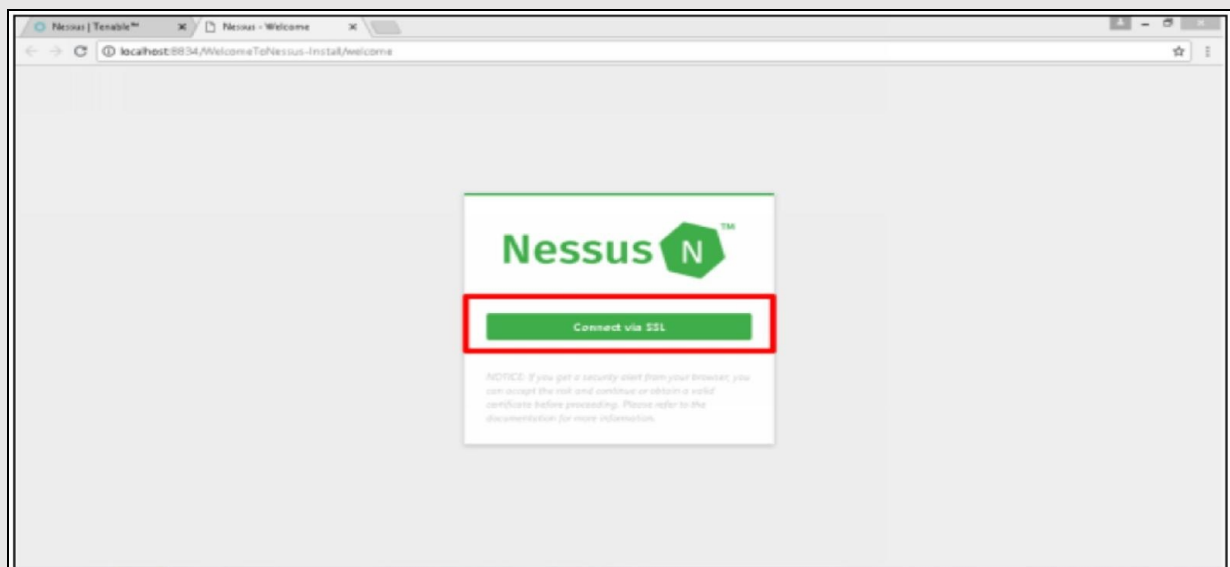 Nessus | Tenable™
Nessus - Welcome
localhost:8834/WelcomeToNessus-Install/welcome
Nessus N ™
Connect via SSL
NOTICE: If you get a security alert from your browser, you
can accept the risk and continue or obtain a valid
certificate before proceeding. Please refer to the
documentation for more information.